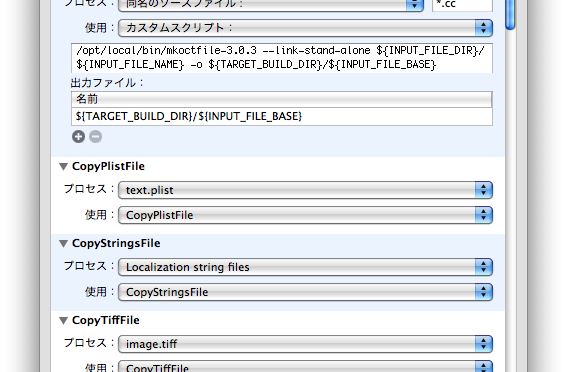 プロセス： 同名のソースファイル： *.cc
使用： カスタムスクリプト：
/opt/local/bin/mkoctfile-3.0.3 --link-stand-alone ${INPUT_FILE_DIR}/
${INPUT_FILE_NAME} -o ${TARGET_BUILD_DIR}/${INPUT_FILE_BASE}
出力ファイル：
名前
${TARGET_BUILD_DIR}/${INPUT_FILE_BASE}
CopyPlistFile
プロセス： text.plist
使用： CopyPlistFile
CopyStringsFile
プロセス： Localization string files
使用： CopyStringsFile
CopyTiffFile
プロセス： image.tiff
使用： CopyTiffFile